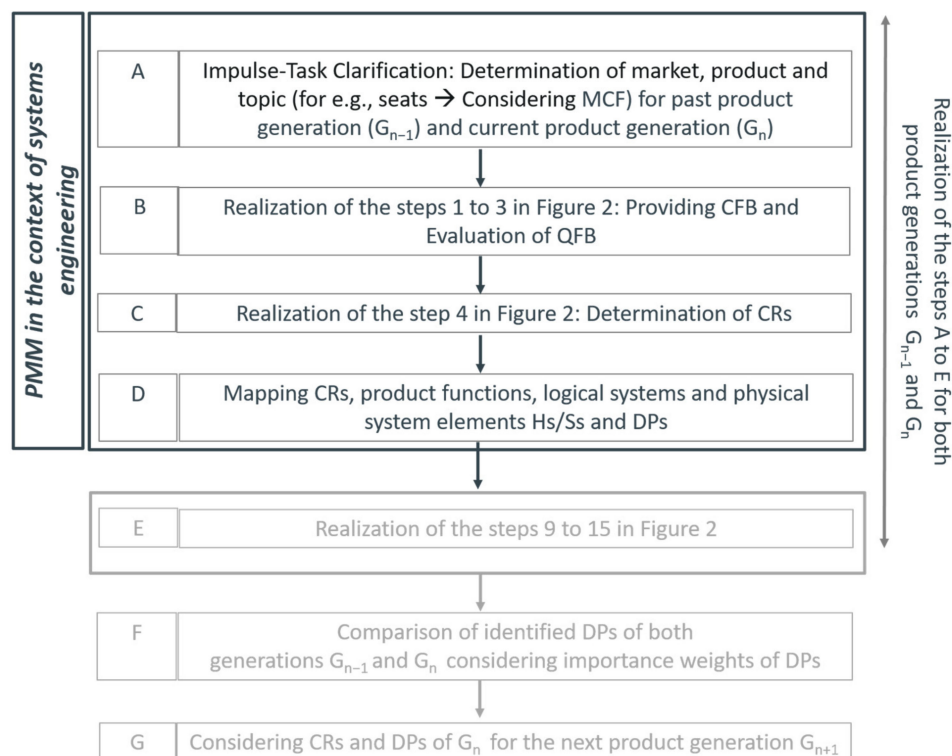 PMM in the context of systems
engineering
A
Impulse-Task Clarification: Determination of market, product and
topic (for e.g., seats → Considering MCF) for past product
generation (Gₙ₋₁) and current product generation (Gₙ)
B
Realization of the steps 1 to 3 in Figure 2: Providing CFB and
Evaluation of QFB
C
Realization of the step 4 in Figure 2: Determination of CRs
D
Mapping CRs, product functions, logical systems and physical
system elements Hs/Ss and DPs
E
Realization of the steps 9 to 15 in Figure 2
F
Comparison of identified DPs of both
generations Gₙ₋₁ and Gₙ considering importance weights of DPs
G
Considering CRs and DPs of Gₙ for the next product generation Gₙ₊₁
Realization of the steps A to E for both
product generations Gₙ₋₁ and Gₙ